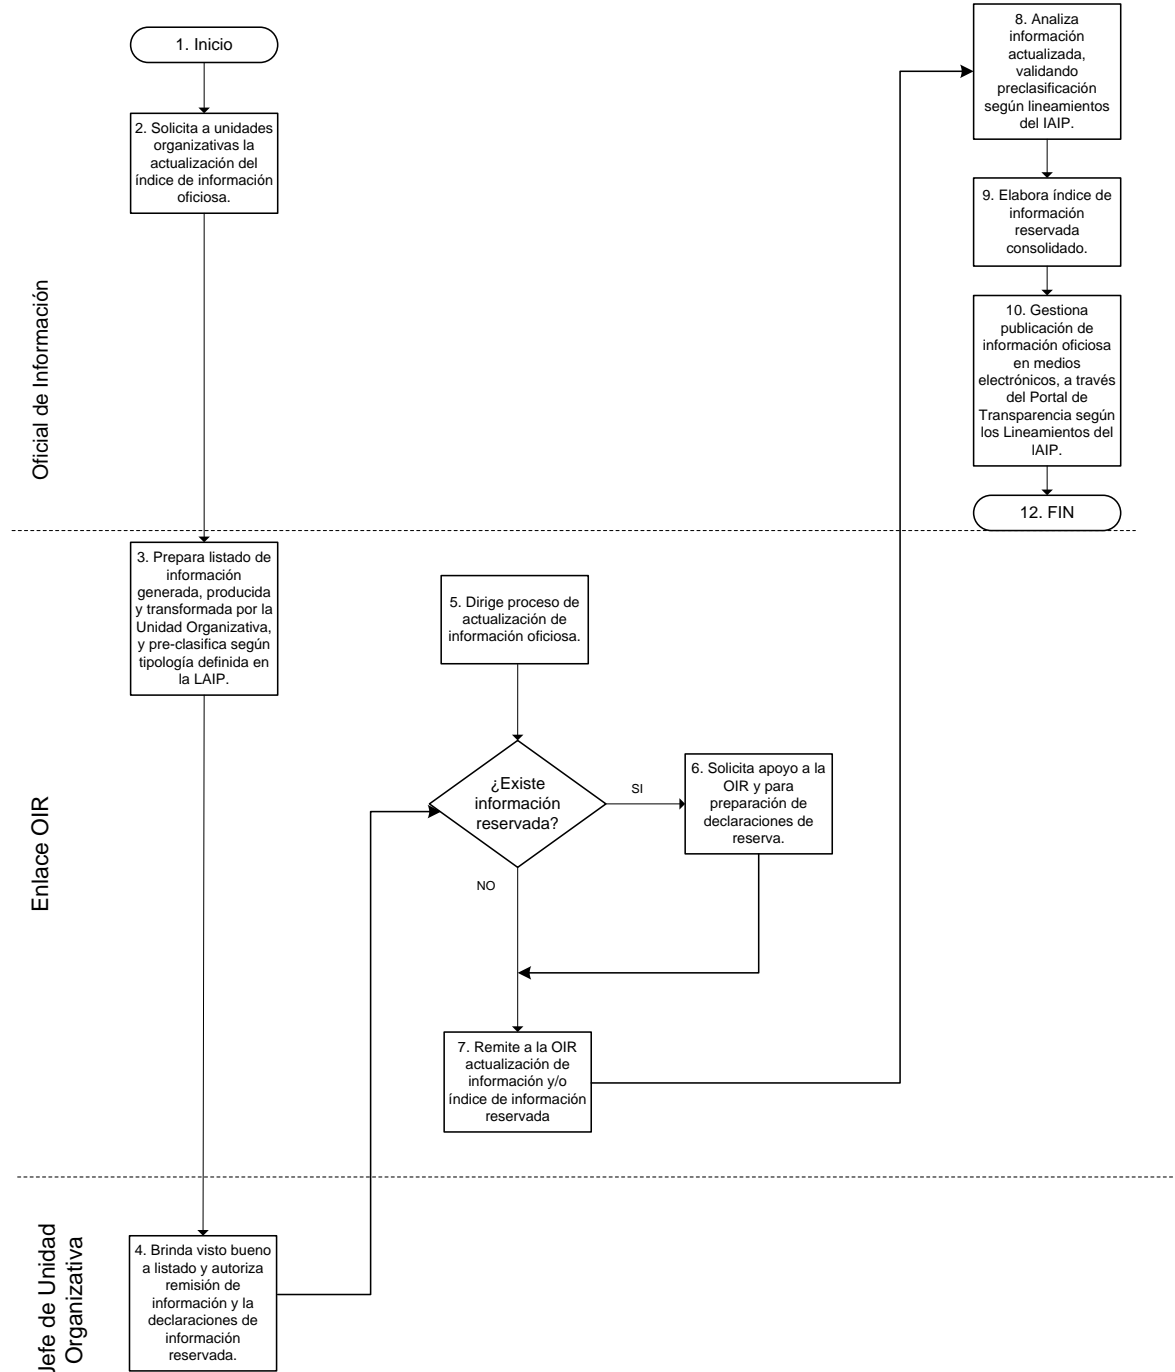 Oficial de Información
1. Inicio
2. Solicita a unidades
organizativas la
actualización del
índice de información
oficiosa.
8. Analiza
información
actualizada,
validando
preclasificación
según lineamientos
del IAIP.
9. Elabora índice de
información
reservada
consolidado.
10. Gestiona
publicación de
información oficiosa
en medios
electrónicos, a través
del Portal de
Transparencia según
los Lineamientos del
IAIP.
12. FIN
Enlace OIR
3. Prepara listado de
información
generada, producida
y transformada por la
Unidad Organizativa,
y pre-clasifica según
tipología definida en
la LAIP.
5. Dirige proceso de
actualización de
información oficiosa.
¿Existe
información
reservada?
SI
6. Solicita apoyo a la
OIR y para
preparación de
declaraciones de
reserva.
NO
7. Remite a la OIR
actualización de
información y/o
índice de información
reservada
Jefe de Unidad
Organizativa
4. Brinda visto bueno
a listado y autoriza
remisión de
información y la
declaraciones de
información
reservada.